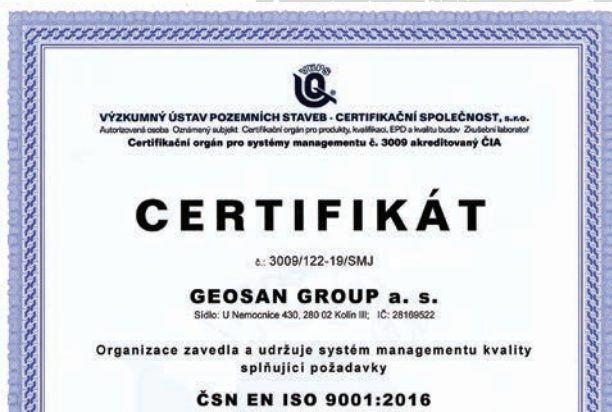 VÚPS
VÝZKUMNÝ ÚSTAV POZEMNÍCH STAVEB - CERTIFIKAČNÍ SPOLEČNOST, s.r.o.
Autorizovaná osoba Oznámený subjekt Certifikační orgán pro produkty, kvalifikaci, EPD a kvalitu budov Zkušební laboratoř
Certifikační orgán pro systémy managementu č. 3009 akreditovaný ČIA
CERTIFIKÁT
č.: 3009/122-19/SMJ
GEOSAN GROUP a. s.
Sídlo: U Nemocnice 430, 280 02 Kolín III; IČ: 28169522
Organizace zavedla a udržuje systém managementu kvality
splňující požadavky
ČSN EN ISO 9001:2016